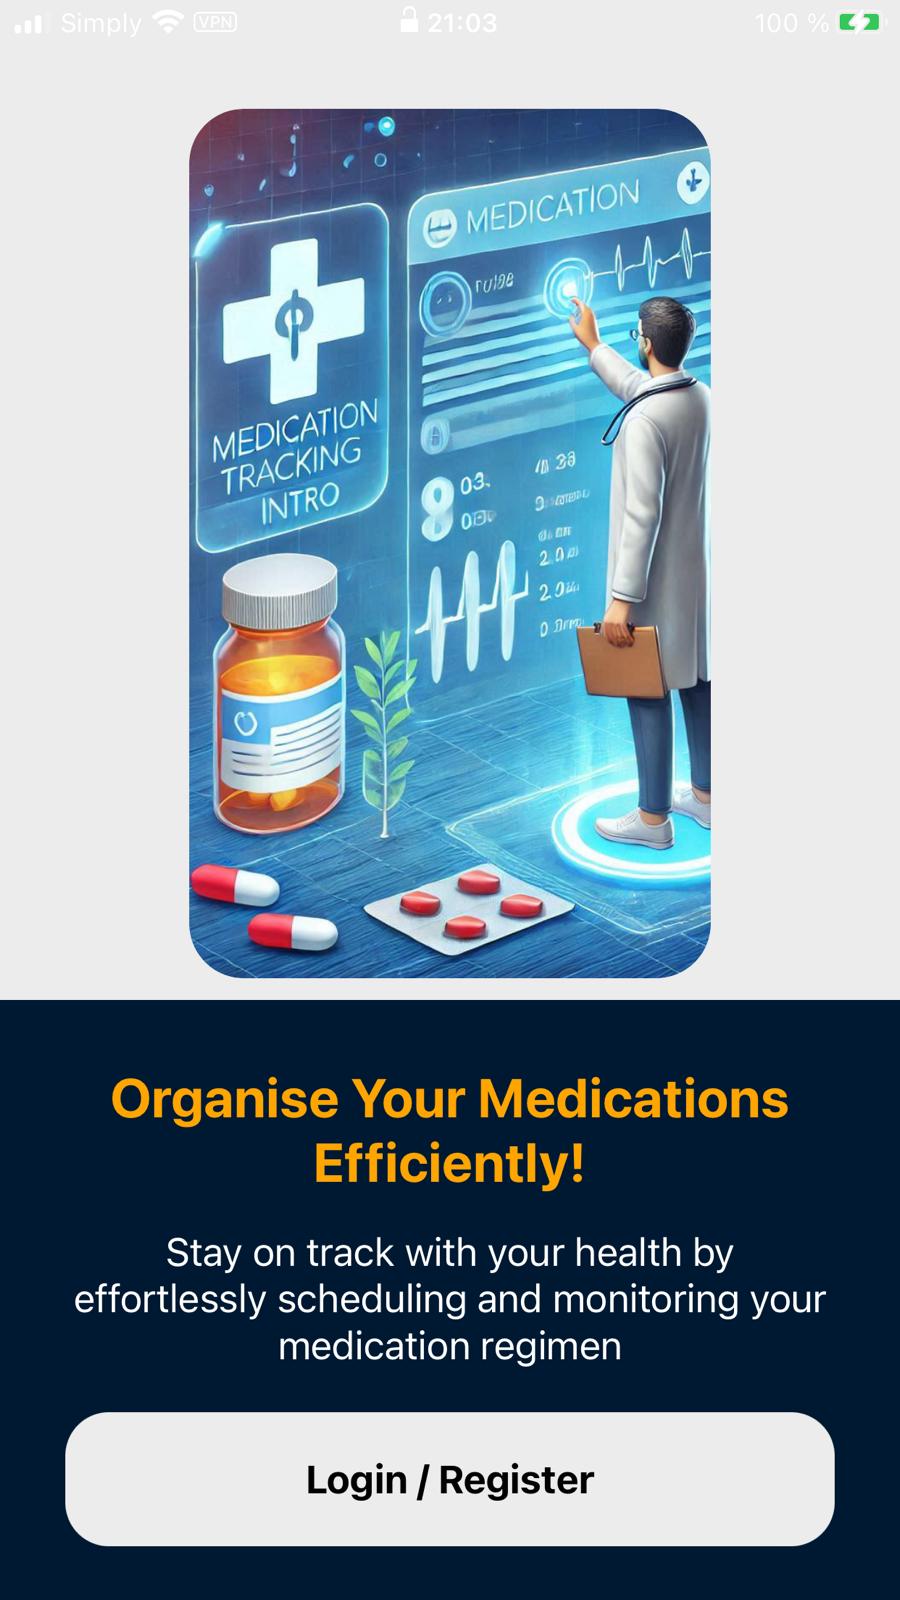 Simply VPN 21:03 100 %
MEDICATION
MEDICATION
TRACKING
INTRO
03.
Organise Your Medications
Efficiently!
Stay on track with your health by
effortlessly scheduling and monitoring your
medication regimen
Login / Register